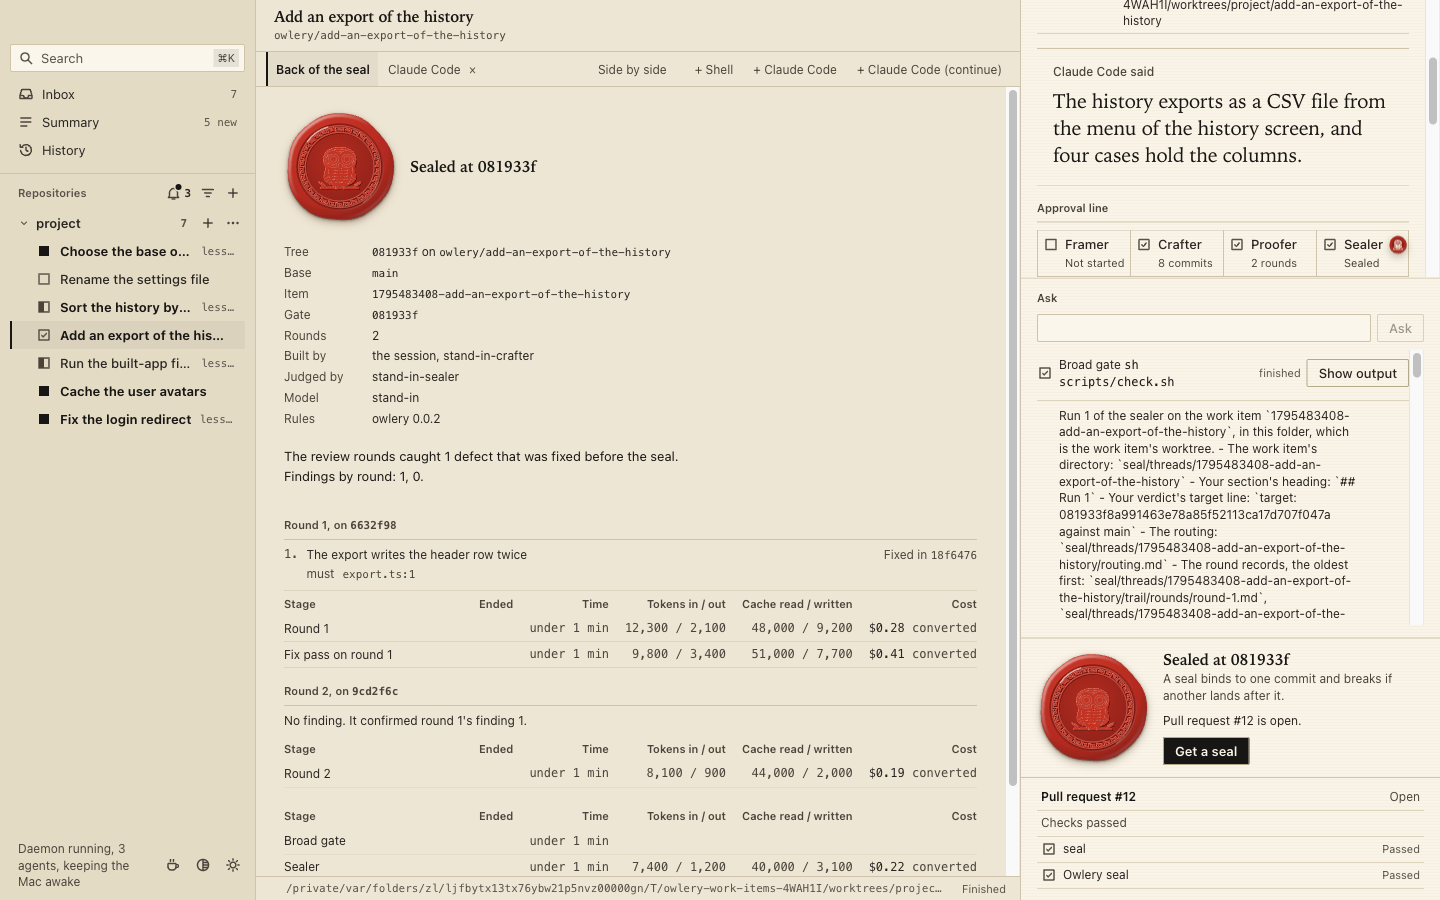 Search ⌘K
Inbox 7
Summary 5 new
History
Repositories 3
project 7
Choose the base o... less...
Rename the settings file
Sort the history by... less...
Add an export of the his...
Run the built-app fi... less...
Cache the user avatars
Fix the login redirect less...
Daemon running, 3
agents, keeping the
Mac awake
Add an export of the history
owlery/add-an-export-of-the-history
Back of the seal Claude Code × Side by side + Shell + Claude Code + Claude Code (continue)
Sealed at 081933f
Tree 081933f on owlery/add-an-export-of-the-history
Base main
Item 1795483408-add-an-export-of-the-history
Gate 081933f
Rounds 2
Built by the session, stand-in-crafter
Judged by stand-in-sealer
Model stand-in
Rules owlery 0.0.2
The review rounds caught 1 defect that was fixed before the seal.
Findings by round: 1, 0.
Round 1, on 6632f98
1. The export writes the header row twice Fixed in 18f6476
must export.ts:1
Stage Ended Time Tokens in / out Cache read / written Cost
Round 1 under 1 min 12,300 / 2,100 48,000 / 9,200 $0.28 converted
Fix pass on round 1 under 1 min 9,800 / 3,400 51,000 / 7,700 $0.41 converted
Round 2, on 9cd2f6c
No finding. It confirmed round 1's finding 1.
Stage Ended Time Tokens in / out Cache read / written Cost
Round 2 under 1 min 8,100 / 900 44,000 / 2,000 $0.19 converted
Stage Ended Time Tokens in / out Cache read / written Cost
Broad gate under 1 min
Sealer under 1 min 7,400 / 1,200 40,000 / 3,100 $0.22 converted
/private/var/folders/zl/ljfbytx13tx76ybw21p5nvz00000gn/T/owlery-work-items-4WAH1I/worktrees/projec... Finished
4WAH1I/worktrees/project/add-an-export-of-the-
history
Claude Code said
The history exports as a CSV file from
the menu of the history screen, and
four cases hold the columns.
Approval line
Framer Crafter Proofer Sealer
Not started 8 commits 2 rounds Sealed
Ask
Ask
Broad gate sh
scripts/check.sh
finished Show output
Run 1 of the sealer on the work item `1795483408-
add-an-export-of-the-history`, in this folder, which
is the work item's worktree. - The work item's
directory: `seal/threads/1795483408-add-an-
export-of-the-history` - Your section's heading: `##
Run 1` - Your verdict's target line: `target:
081933f8a991463e78a85f52113ca17d707f047a
against main` - The routing:
`seal/threads/1795483408-add-an-export-of-the-
history/routing.md` - The round records, the oldest
first: `seal/threads/1795483408-add-an-export-of-
the-history/trail/rounds/round-1.md`,
`seal/threads/1795483408-add-an-export-of-the-
Sealed at 081933f
A seal binds to one commit and breaks if
another lands after it.
Pull request #12 is open.
Get a seal
Pull request #12 Open
Checks passed
seal Passed
Owlery seal Passed